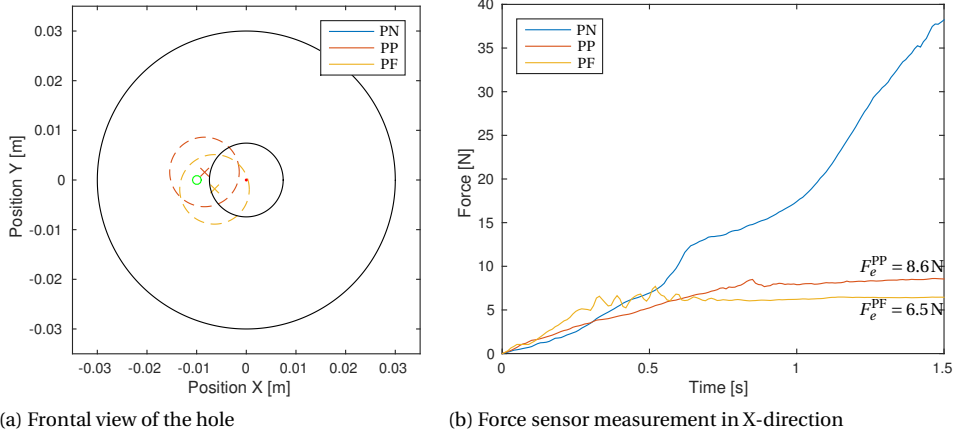 PN
PP
PF
0.03
0.02
0.01
0
-0.01
-0.02
-0.03
Position Y [m]
-0.03 -0.02 -0.01 0 0.01 0.02 0.03
Position X [m]
(a) Frontal view of the hole
PN
PP
PF
40
35
30
25
20
15
10
5
0
Force [N]
F_e^PP = 8.6 N
F_e^PF = 6.5 N
0 0.5 1 1.5
Time [s]
(b) Force sensor measurement in X-direction